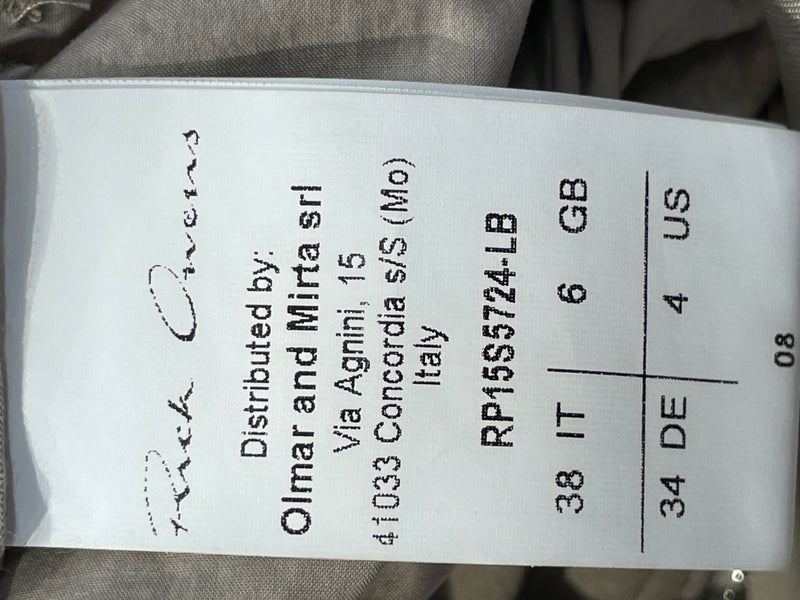 Rick Owens
Distributed by:
Olmar and Mirta srl
Via Agnini, 15
41033 Concordia s/S (Mo)
Italy
RP15S5724-LB
38 IT 6 GB
34 DE 4 US
08